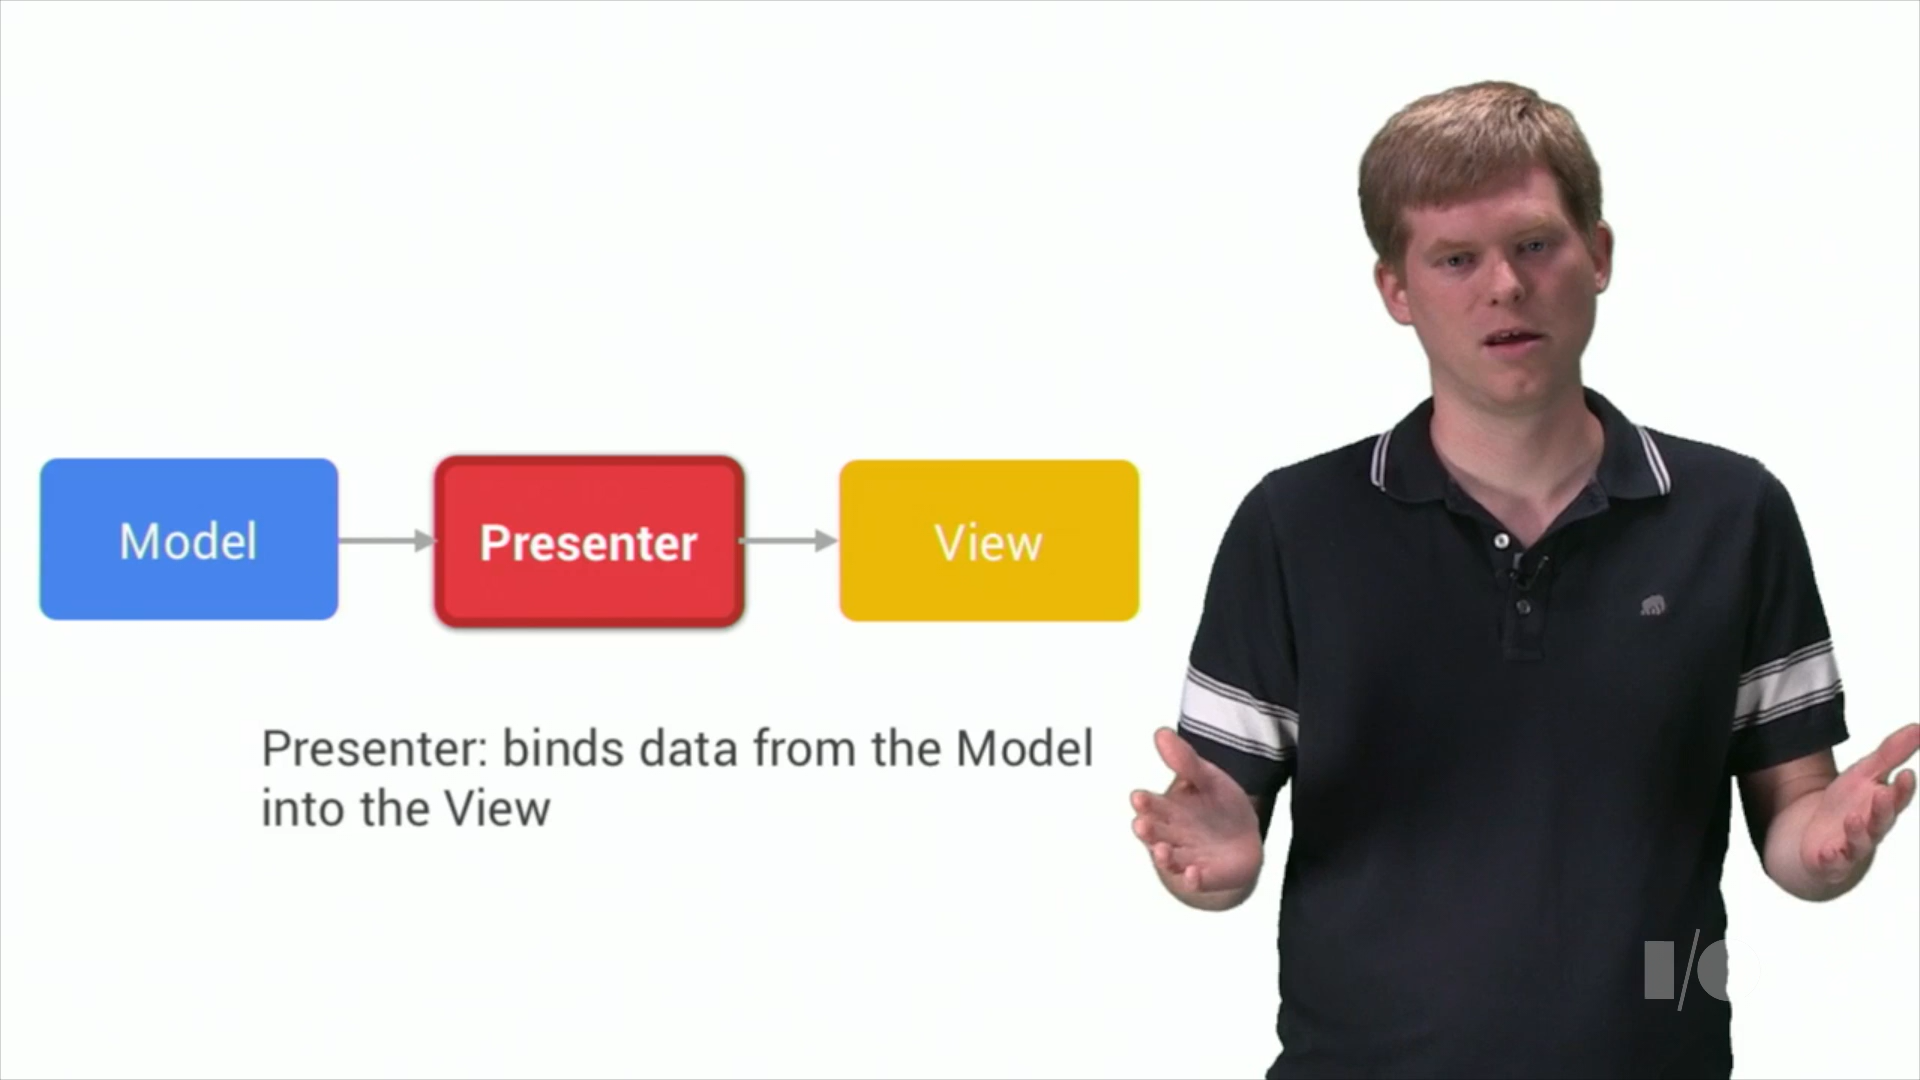 Model
Presenter
View
Presenter: binds data from the Model
into the View
I/O